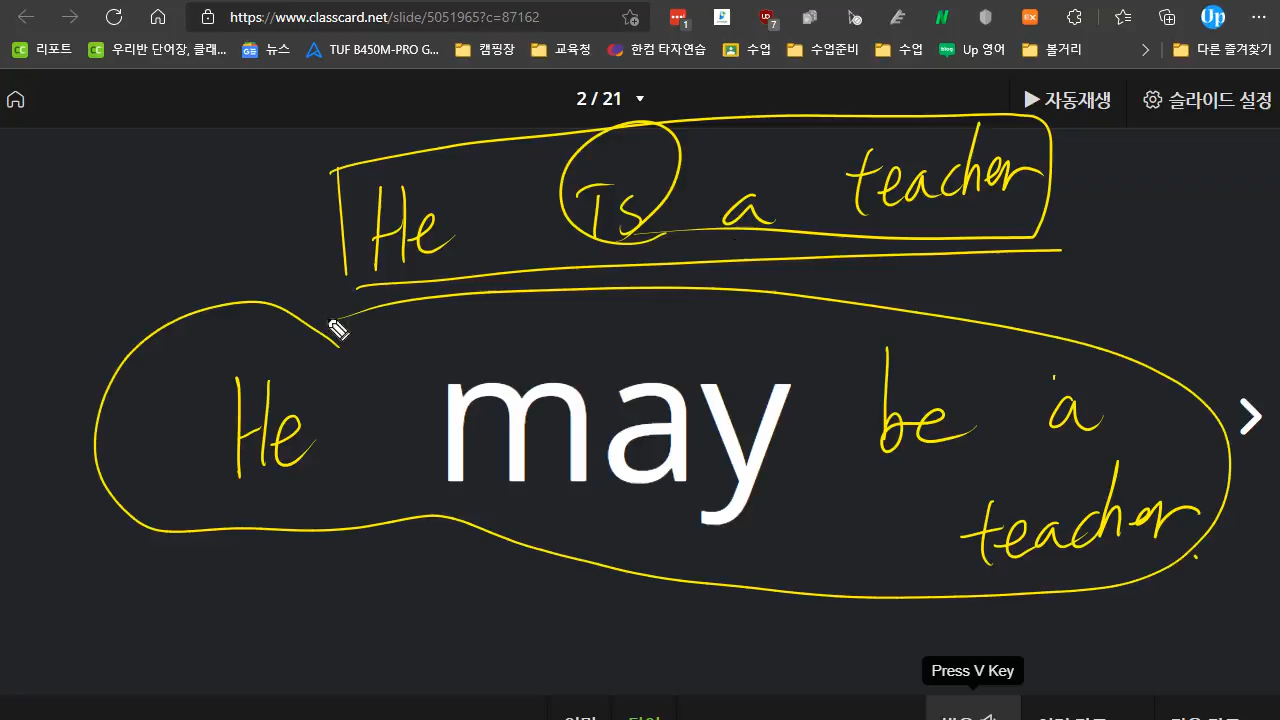 https://www.classcard.net/slide/5051965?c=87162
1
7
EX
Up
리포트
우리반 단어장, 클래...
뉴스
TUF B450M-PRO G...
캠핑장
교육청
한컴 타자연습
수업
수업준비
수업
Up 영어
볼거리
다른 즐겨찾기
2 / 21
자동재생
슬라이드 설정
He Is a teacher
He may be a
teacher.
Press V Key